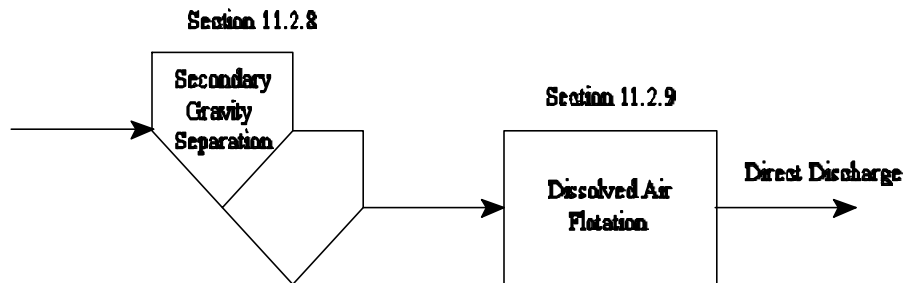 Section 11.2.8
Secondary
Gravity
Separation
Section 11.2.9
Dissolved Air
Flotation
Direct Discharge